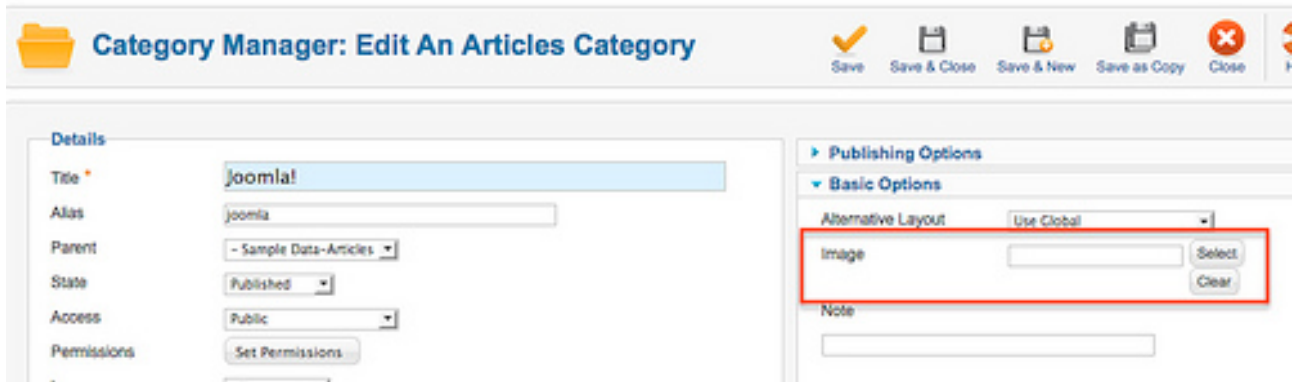 Category Manager: Edit An Articles Category
Save
Save & Close
Save & New
Save as Copy
Close
Details
Title *
Joomla!
Alias
joomla
Parent
- Sample Data-Articles
State
Published
Access
Public
Permissions
Set Permissions
Publishing Options
Basic Options
Alternative Layout
Use Global
Image
Select
Clear
Note